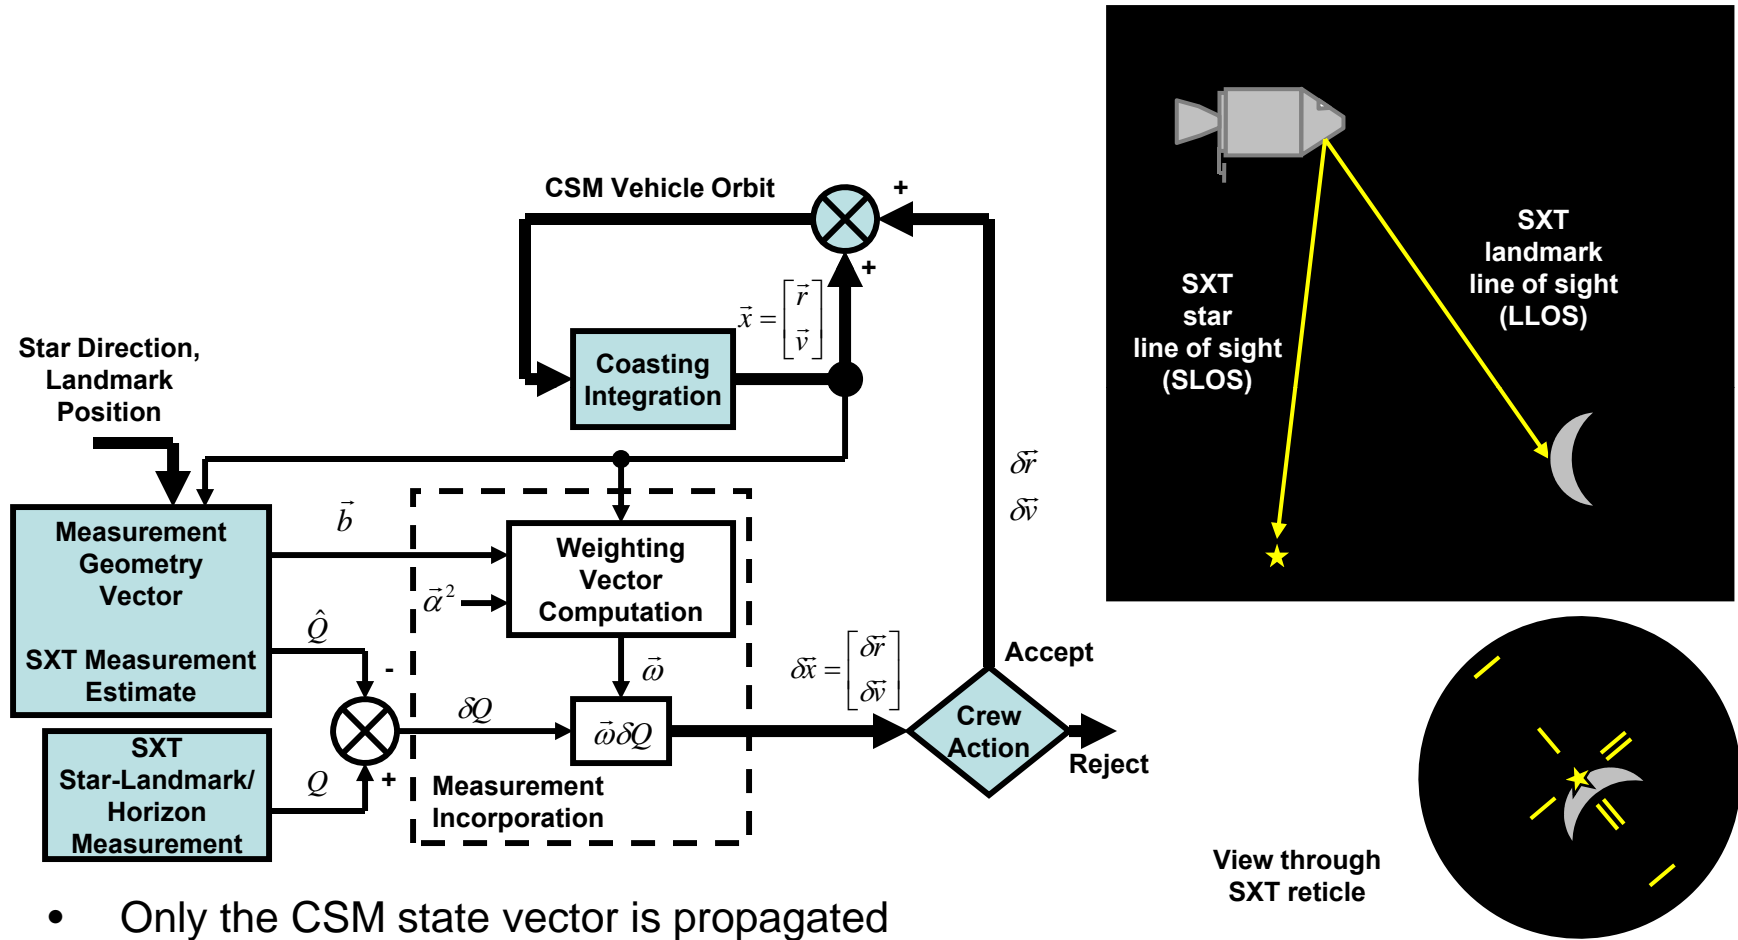 CSM Vehicle Orbit
+
+
x⃗ = [r⃗ v⃗]
Coasting
Integration
Star Direction,
Landmark
Position
Measurement
Geometry
Vector
SXT Measurement
Estimate
b⃗
α⃗²
Q̂
-
Weighting
Vector
Computation
ω⃗
δQ
ω⃗δQ
Measurement
Incorporation
SXT
Star-Landmark/
Horizon
Measurement
Q
+
δx⃗ = [δr⃗ δv⃗]
δr⃗
δv⃗
Accept
Crew
Action
Reject
SXT
star
line of sight
(SLOS)
SXT
landmark
line of sight
(LLOS)
View through
SXT reticle
• Only the CSM state vector is propagated